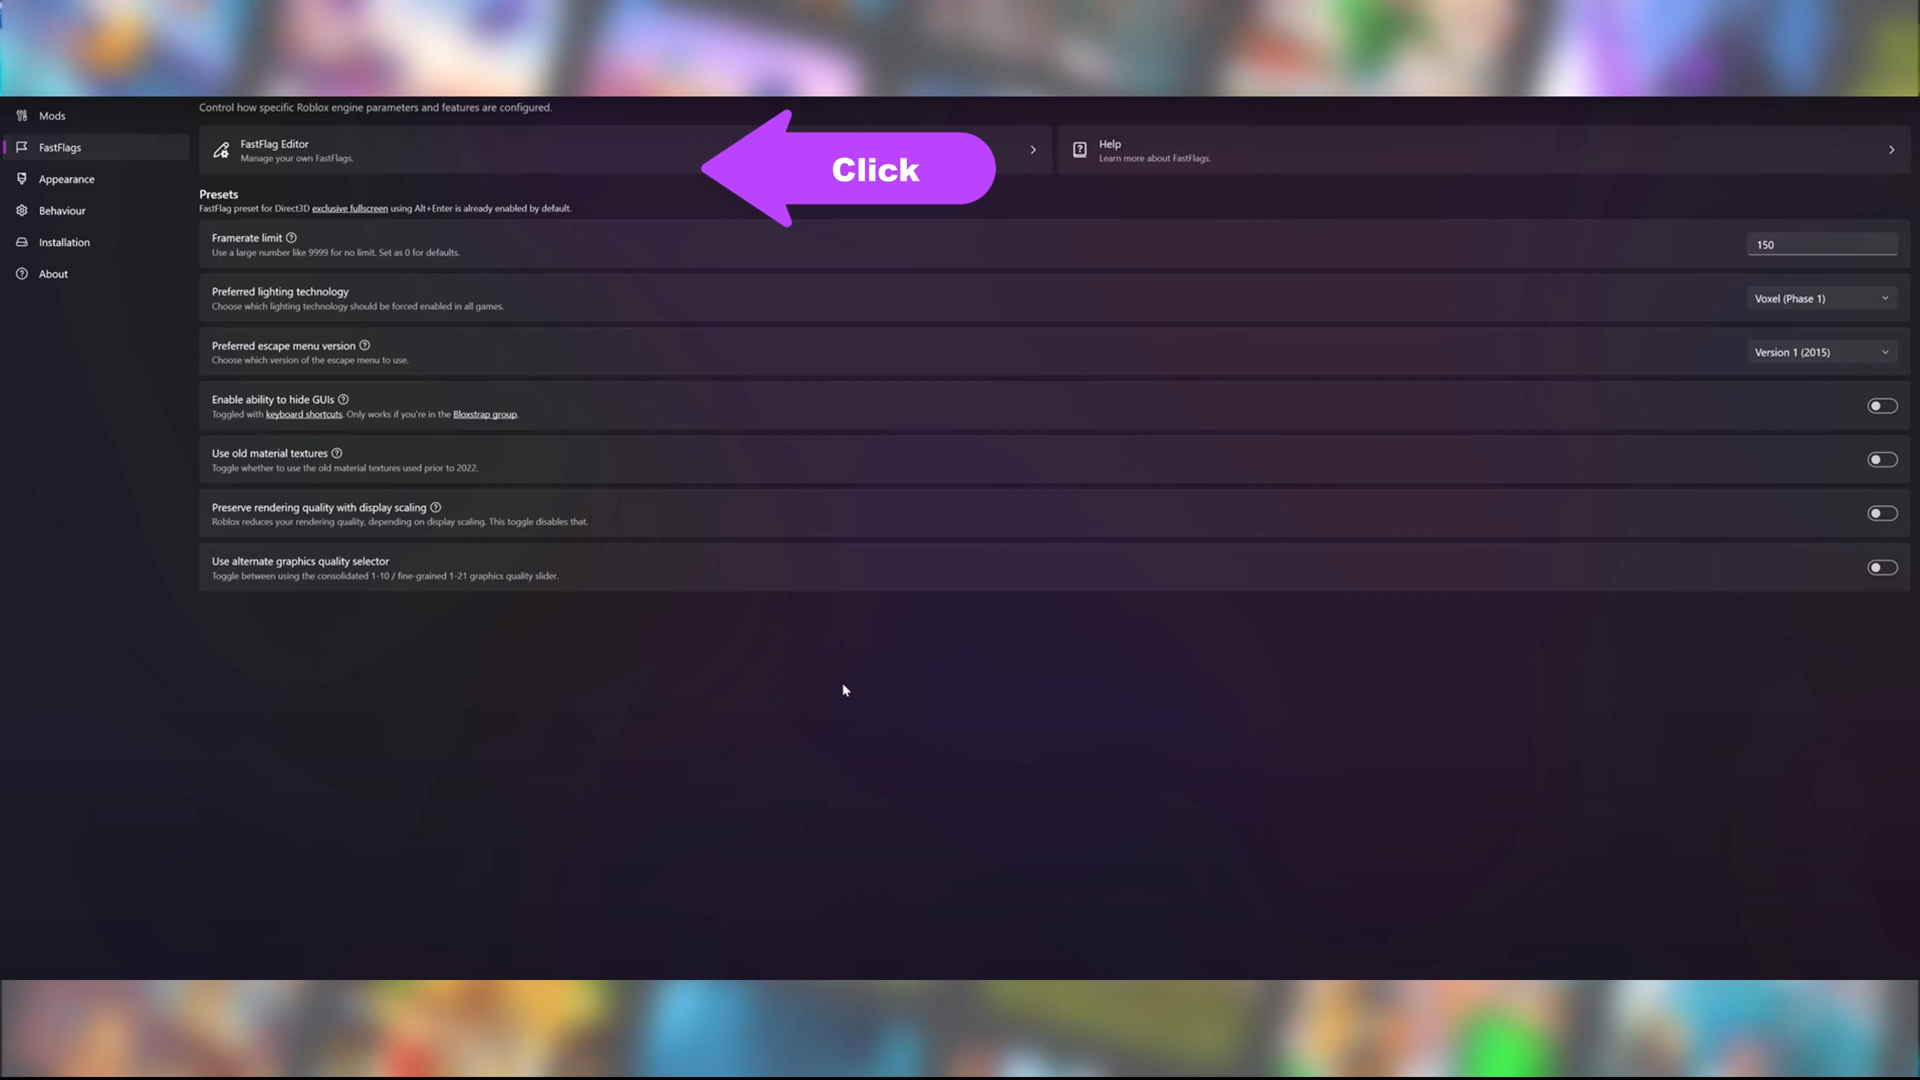 Control how specific Roblox engine parameters and features are configured.
Mods
FastFlags
Appearance
Behaviour
Installation
About
FastFlag Editor
Manage your own FastFlags.
Click
Help
Learn more about FastFlags.
Presets
FastFlag preset for Direct3D exclusive fullscreen using Alt+Enter is already enabled by default.
Framerate limit
Use a large number like 9999 for no limit. Set as 0 for defaults.
150
Preferred lighting technology
Choose which lighting technology should be forced enabled in all games.
Voxel (Phase 1)
Preferred escape menu version
Choose which version of the escape menu to use.
Version 1 (2015)
Enable ability to hide GUIs
Toggled with keyboard shortcuts. Only works if you're in the Bloxstrap group.
Use old material textures
Toggle whether to use the old material textures used prior to 2022.
Preserve rendering quality with display scaling
Roblox reduces your rendering quality, depending on display scaling. This toggle disables that.
Use alternate graphics quality selector
Toggle between using the consolidated 1-10 / fine-grained 1-21 graphics quality slider.